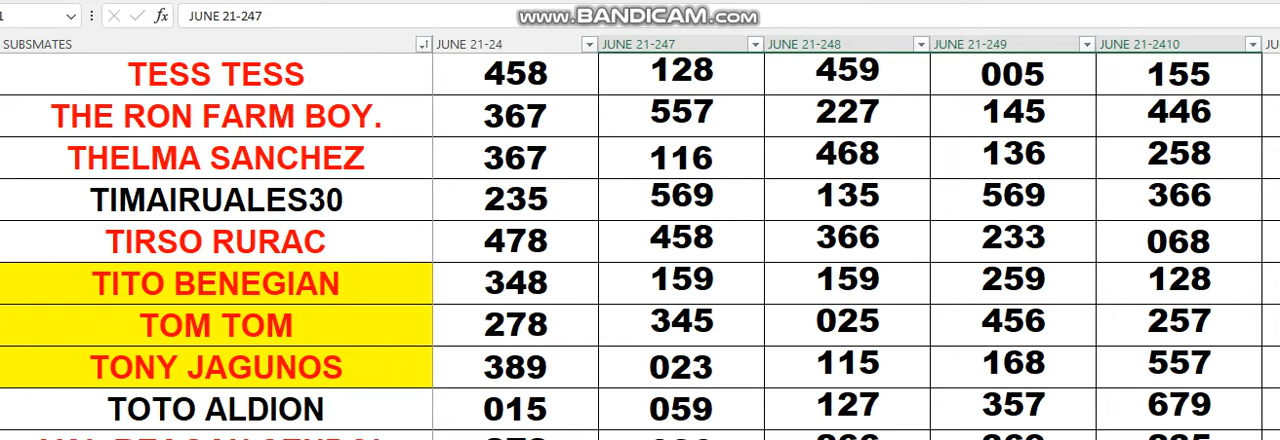 1 JUNE 21-247 www.BANDICAM.com
SUBSMATES JUNE 21-24 JUNE 21-247 JUNE 21-248 JUNE 21-249 JUNE 21-2410 JU
TESS TESS 458 128 459 005 155
THE RON FARM BOY. 367 557 227 145 446
THELMA SANCHEZ 367 116 468 136 258
TIMAIRUALES30 235 569 135 569 366
TIRSO RURAC 478 458 366 233 068
TITO BENEGIAN 348 159 159 259 128
TOM TOM 278 345 025 456 257
TONY JAGUNOS 389 023 115 168 557
TOTO ALDION 015 059 127 357 679